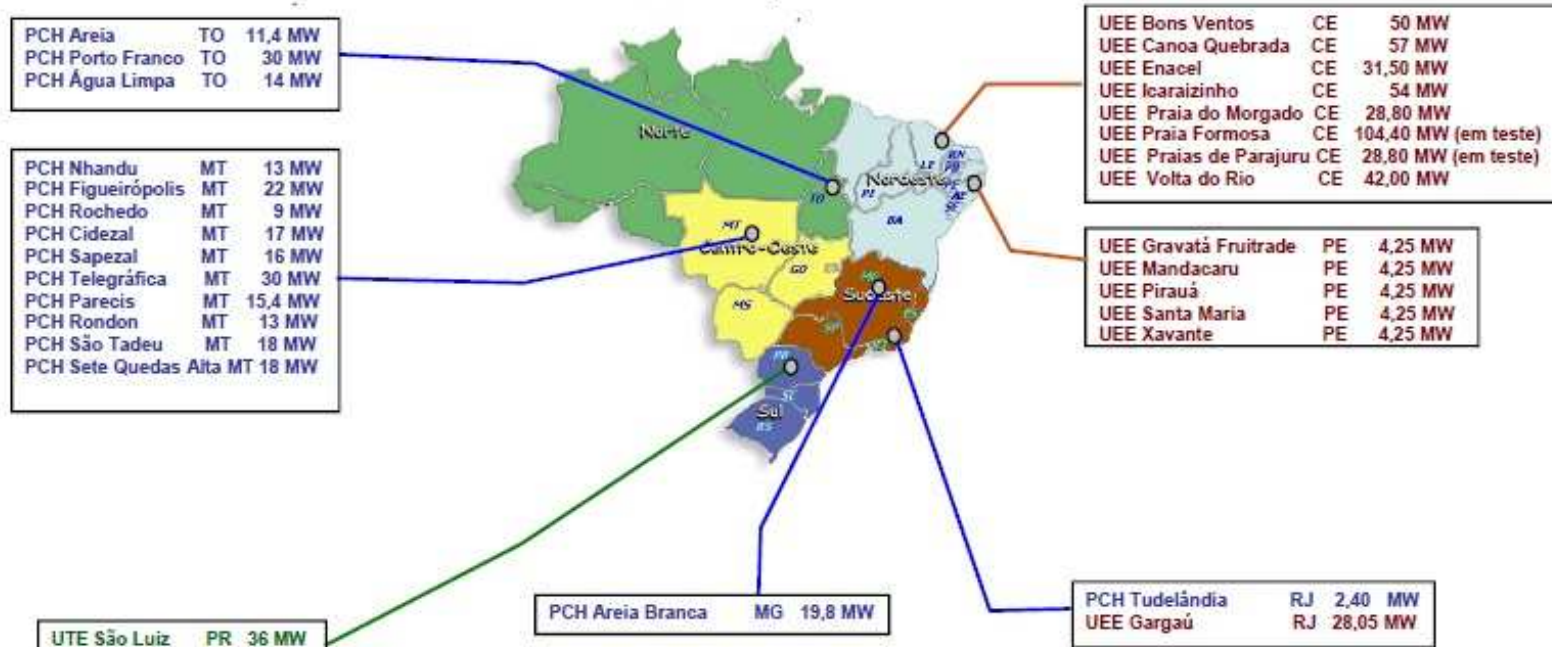 PCH Areia TO 11,4 MW
PCH Porto Franco TO 30 MW
PCH Água Limpa TO 14 MW
PCH Nhandu MT 13 MW
PCH Figueirópolis MT 22 MW
PCH Rochedo MT 9 MW
PCH Cidezal MT 17 MW
PCH Sapezal MT 16 MW
PCH Telegráfica MT 30 MW
PCH Parecis MT 15,4 MW
PCH Rondon MT 13 MW
PCH São Tadeu MT 18 MW
PCH Sete Quedas Alta MT 18 MW
UEE Bons Ventos CE 50 MW
UEE Canoa Quebrada CE 57 MW
UEE Enacel CE 31,50 MW
UEE Icaraizinho CE 54 MW
UEE Praia do Morgado CE 28,80 MW
UEE Praia Formosa CE 104,40 MW (em teste)
UEE Praias de Parajuru CE 28,80 MW (em teste)
UEE Volta do Rio CE 42,00 MW
UEE Gravatá Fruitrade PE 4,25 MW
UEE Mandacaru PE 4,25 MW
UEE Pirauá PE 4,25 MW
UEE Santa Maria PE 4,25 MW
UEE Xavante PE 4,25 MW
Norte
Nordeste
RN
PB
PI
TO
BA
MT
Centro-Oeste
GO
MS
Sudeste
SP
PR
Sul
RS
UTE São Luiz PR 36 MW
PCH Areia Branca MG 19,8 MW
PCH Tudelândia RJ 2,40 MW
UEE Gargaú RJ 28,05 MW